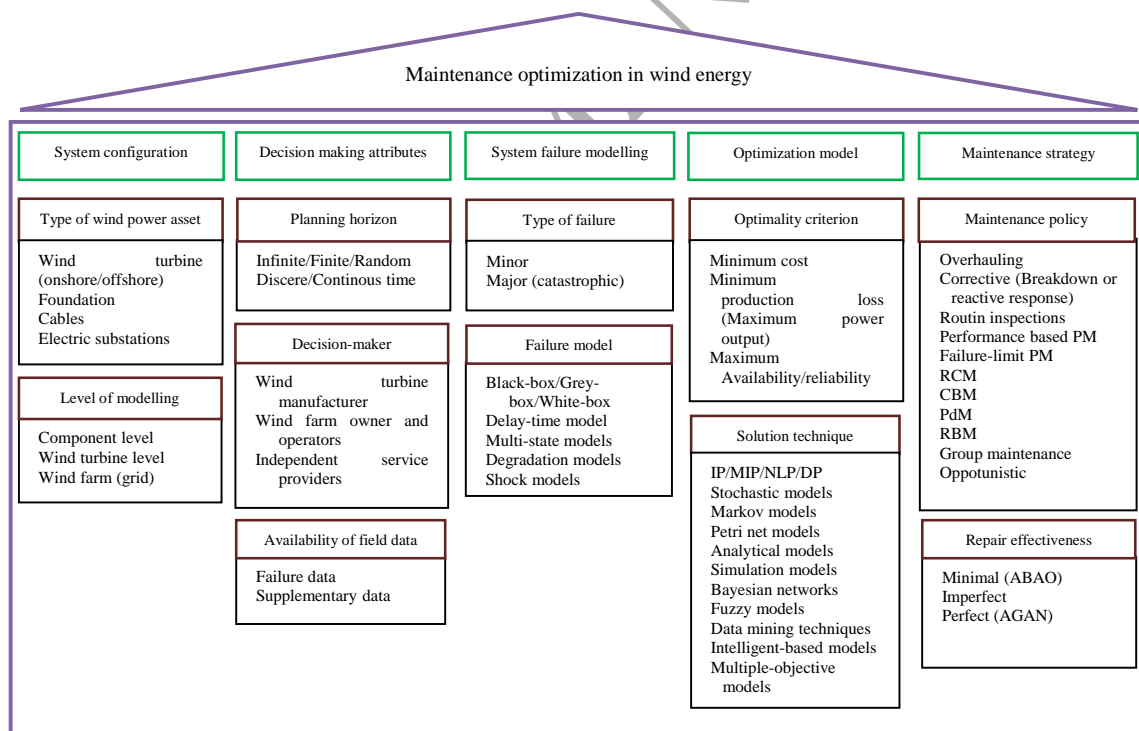 Maintenance optimization in wind energy
System configuration
Decision making attributes
System failure modelling
Optimization model
Maintenance strategy
Type of wind power asset
Wind turbine
(onshore/offshore)
Foundation
Cables
Electric substations
Level of modelling
Component level
Wind turbine level
Wind farm (grid)
Planning horizon
Infinite/Finite/Random
Discere/Continous time
Decision-maker
Wind turbine
manufacturer
Wind farm owner and
operators
Independent service
providers
Availability of field data
Failure data
Supplementary data
Type of failure
Minor
Major (catastrophic)
Failure model
Black-box/Grey-
box/White-box
Delay-time model
Multi-state models
Degradation models
Shock models
Optimality criterion
Minimum cost
Minimum
production loss
(Maximum power
output)
Maximum
Availability/reliability
Solution technique
IP/MIP/NLP/DP
Stochastic models
Markov models
Petri net models
Analytical models
Simulation models
Bayesian networks
Fuzzy models
Data mining techniques
Intelligent-based models
Multiple-objective
models
Maintenance policy
Overhauling
Corrective (Breakdown or
reactive response)
Routin inspections
Performance based PM
Failure-limit PM
RCM
CBM
PdM
RBM
Group maintenance
Oppotunistic
Repair effectiveness
Minimal (ABAO)
Imperfect
Perfect (AGAN)